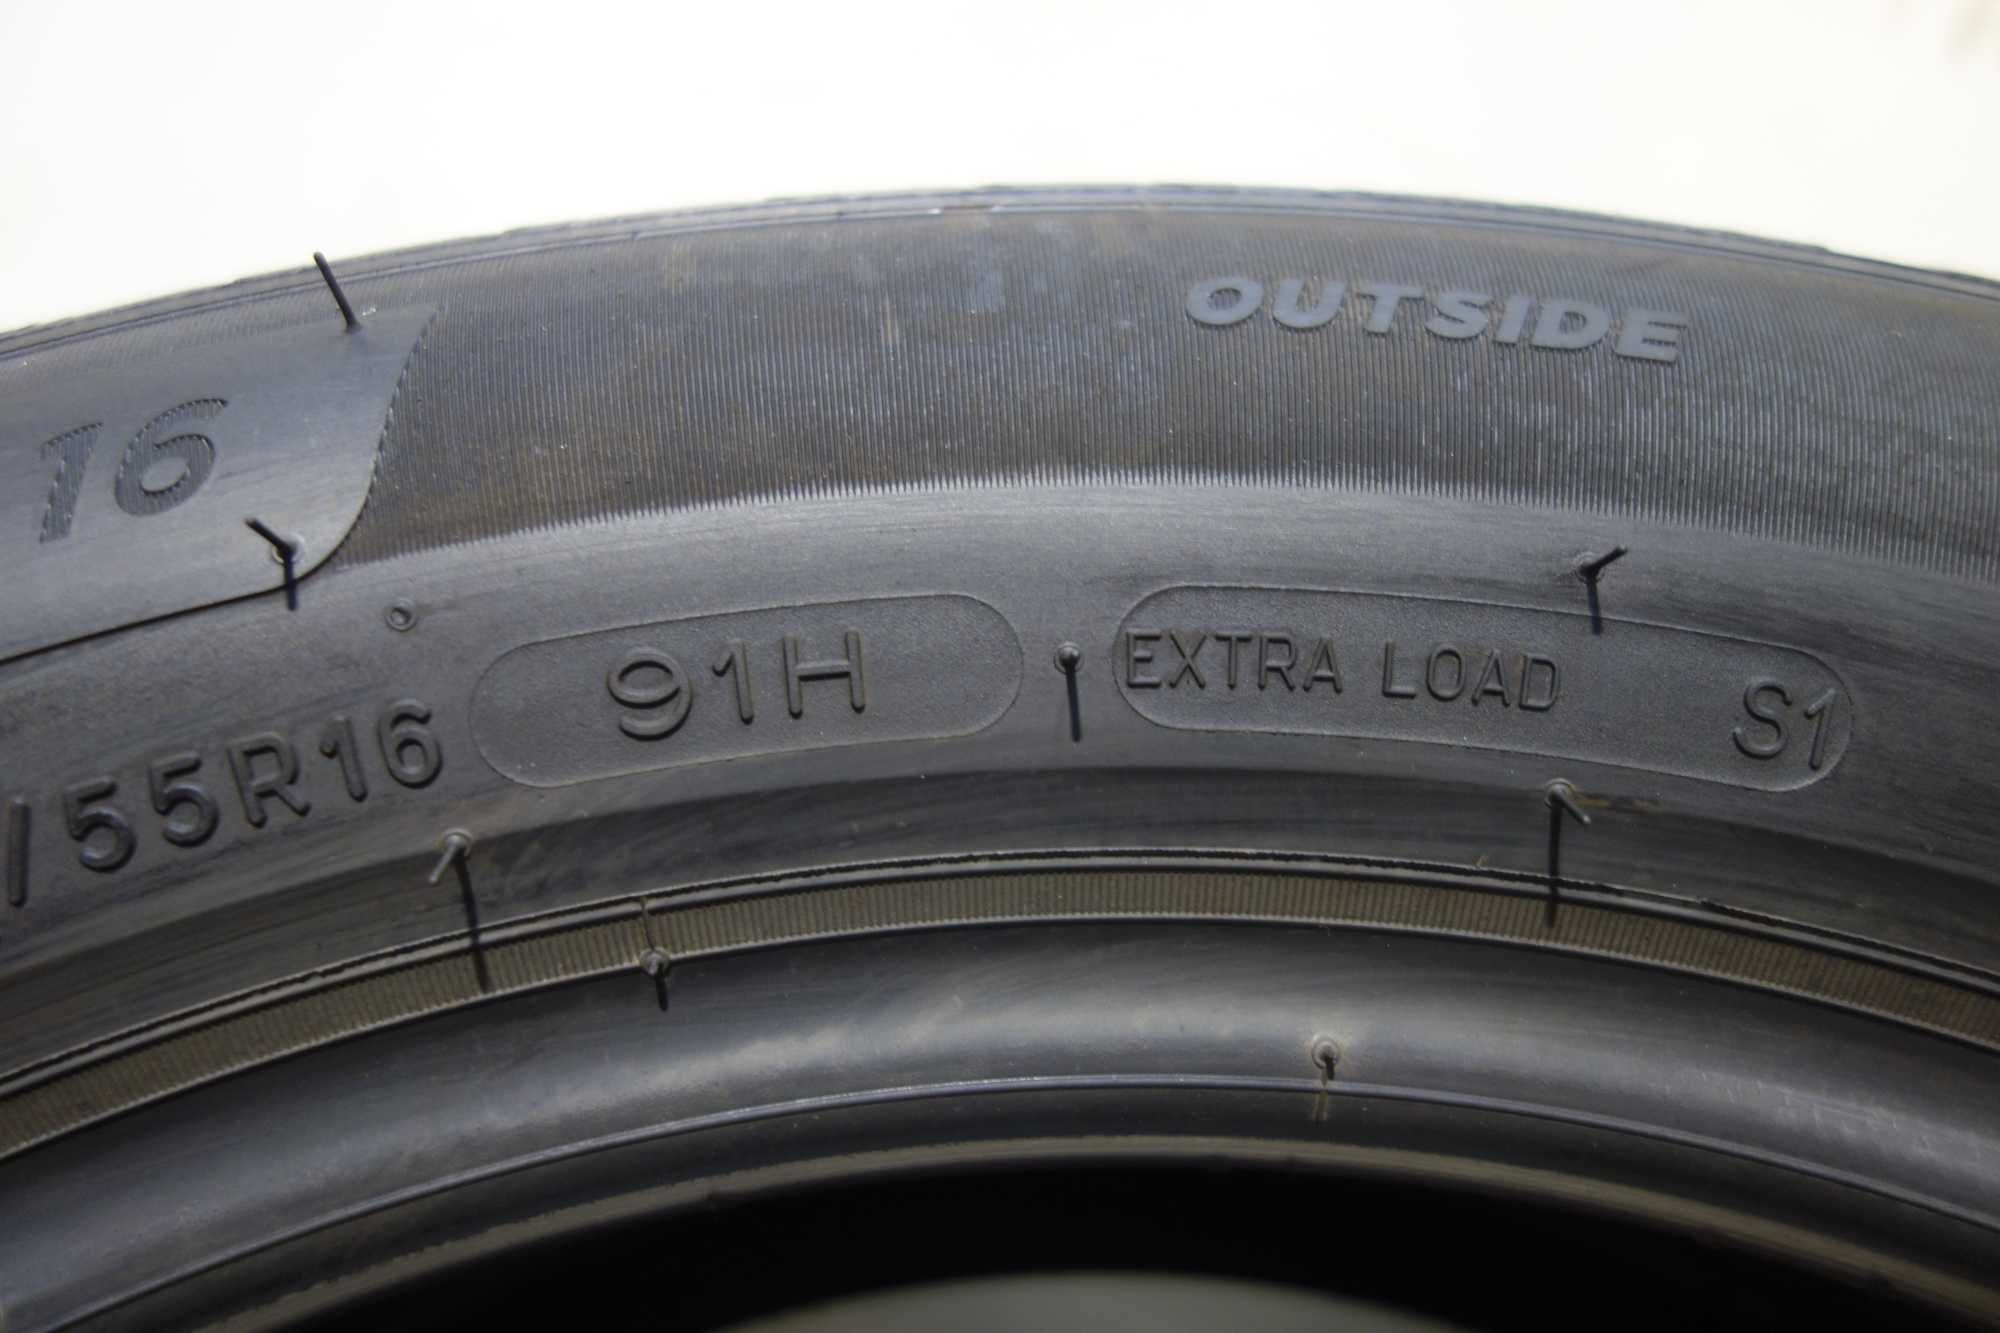 OUTSIDE
16
/55R16 91H EXTRA LOAD S1